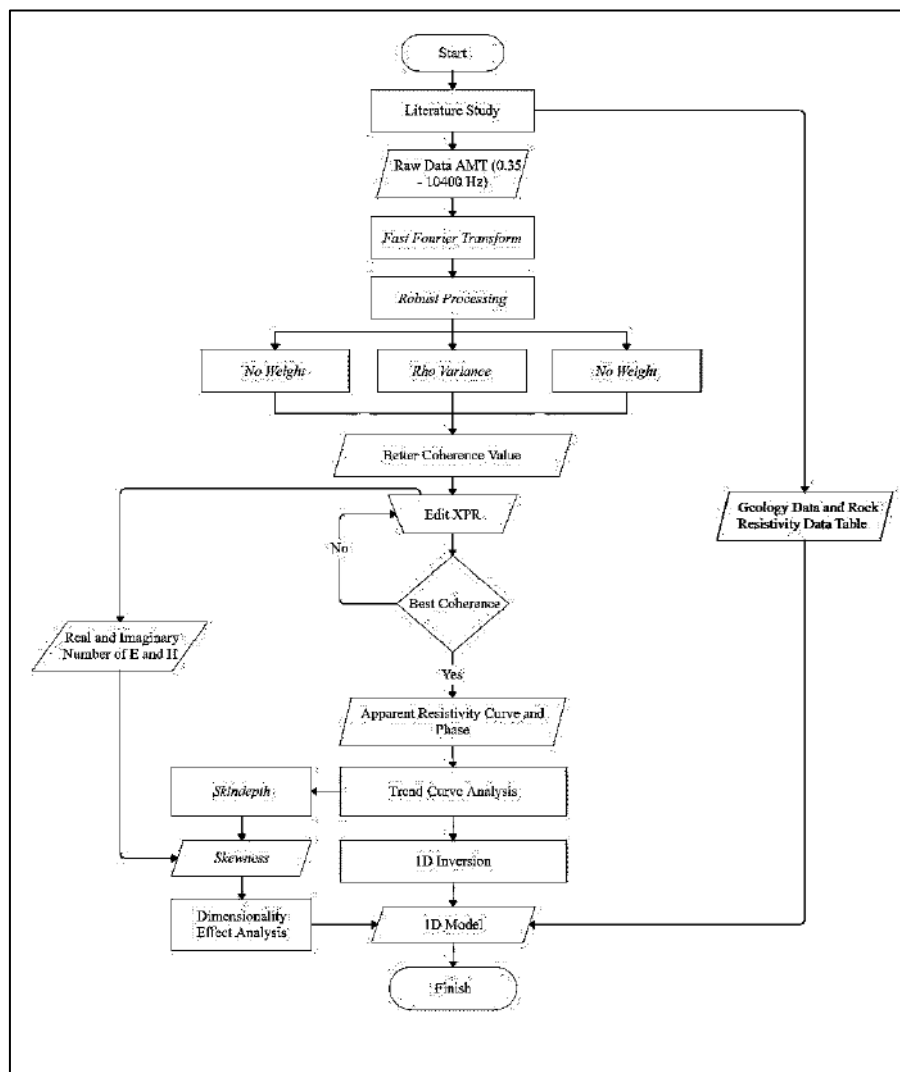 Start
Literature Study
Raw Data AMT (0.35
- 10400 Hz)
Fast Fourier Transform
Robust Processing
No Weight
Rho Variance
No Weight
Better Coherence Value
Edit XPR
No
Best Coherence
Geology Data and Rock
Resistivity Data Table
Real and Imaginary
Number of E and H
Yes
Apparent Resistivity Curve and
Phase
Skindepth
Trend Curve Analysis
Skewness
1D Inversion
Dimensionality
Effect Analysis
1D Model
Finish